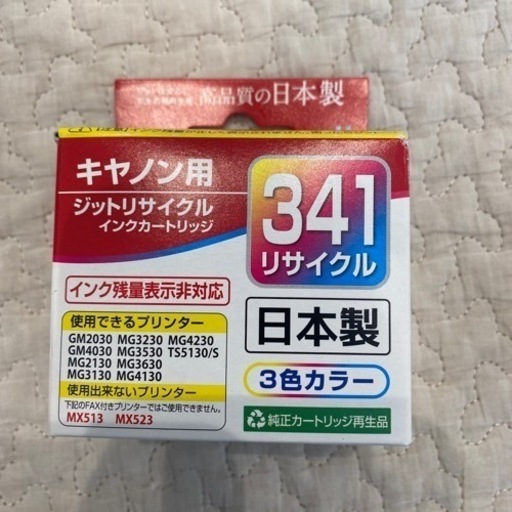 高品質の日本製
キヤノン用
ジットリサイクル
インクカートリッジ
341
リサイクル
インク残量表示非対応
日本製
使用できるプリンター
GM2030 MG3230 MG4230
GM4030 MG3530 TS5130/S
MG2130 MG3630
MG3130 MG4130
3色カラー
使用出来ないプリンター
下記のFAX付きプリンターではご使用できません。
MX513 MX523
純正カートリッジ再生品